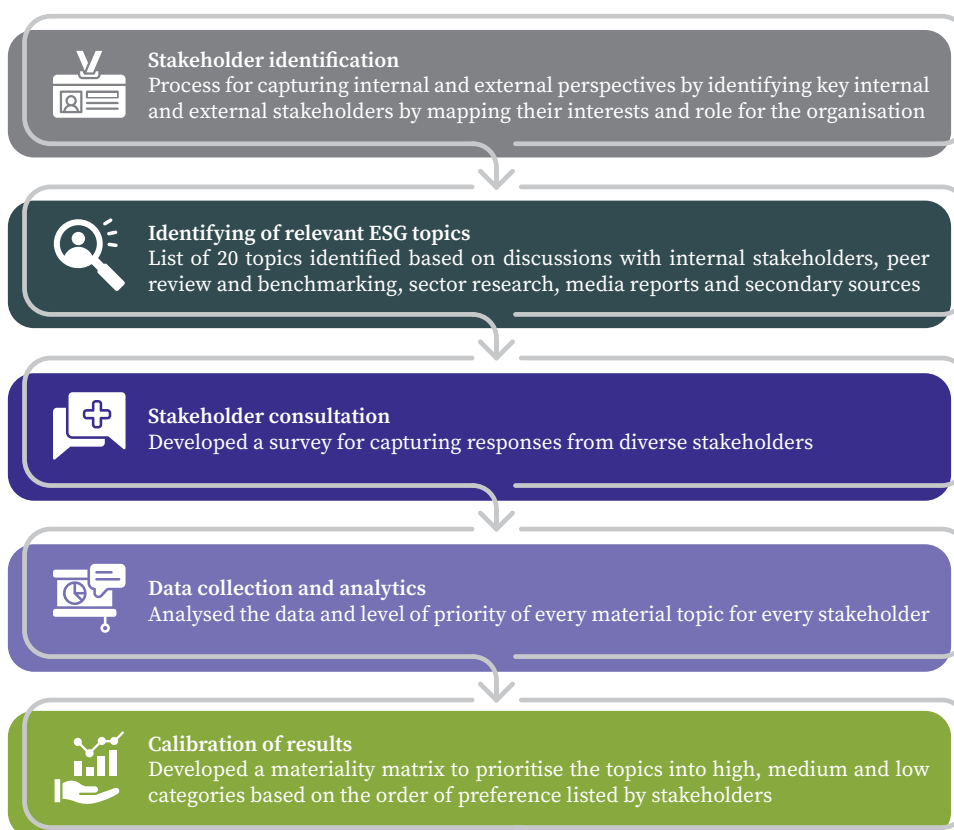 Stakeholder identification
Process for capturing internal and external perspectives by identifying key internal
and external stakeholders by mapping their interests and role for the organisation
Identifying of relevant ESG topics
List of 20 topics identified based on discussions with internal stakeholders, peer
review and benchmarking, sector research, media reports and secondary sources
Stakeholder consultation
Developed a survey for capturing responses from diverse stakeholders
Data collection and analytics
Analysed the data and level of priority of every material topic for every stakeholder
Calibration of results
Developed a materiality matrix to prioritise the topics into high, medium and low
categories based on the order of preference listed by stakeholders